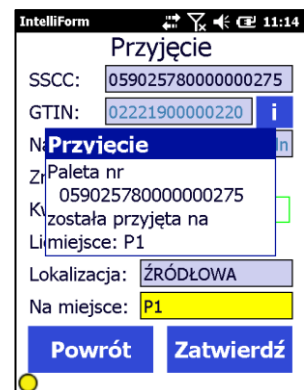 IntelliForm 11:14
Przyjęcie
SSCC: 059025780000000275
GTIN: 02221900000220 i
Przyjęcie
Paleta nr
059025780000000275
została przyjęta na
miejsce: P1
Lokalizacja: ŹRÓDŁOWA
Na miejsce: P1
Powrót Zatwierdź